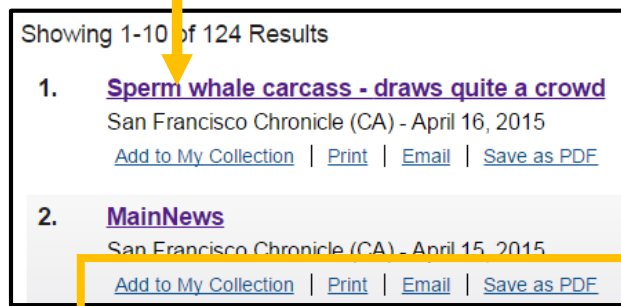 Showing 1-10 of 124 Results
1. Sperm whale carcass - draws quite a crowd
San Francisco Chronicle (CA) - April 16, 2015
Add to My Collection | Print | Email | Save as PDF
2. MainNews
San Francisco Chronicle (CA) - April 15, 2015
Add to My Collection | Print | Email | Save as PDF